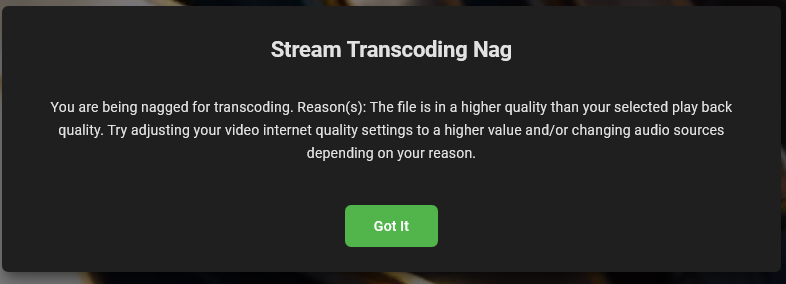 Stream Transcoding Nag
You are being nagged for transcoding. Reason(s): The file is in a higher quality than your selected play back
quality. Try adjusting your video internet quality settings to a higher value and/or changing audio sources
depending on your reason.
Got It